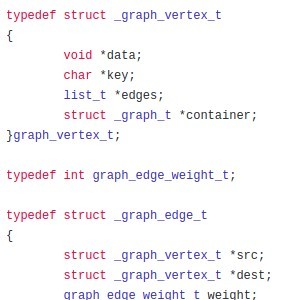 typedef struct _graph_vertex_t
{
void *data;
char *key;
list_t *edges;
struct _graph_t *container;
}graph_vertex_t;
typedef int graph_edge_weight_t;
typedef struct _graph_edge_t
{
struct _graph_vertex_t *src;
struct _graph_vertex_t *dest;
graph_edge_weight_t weight;